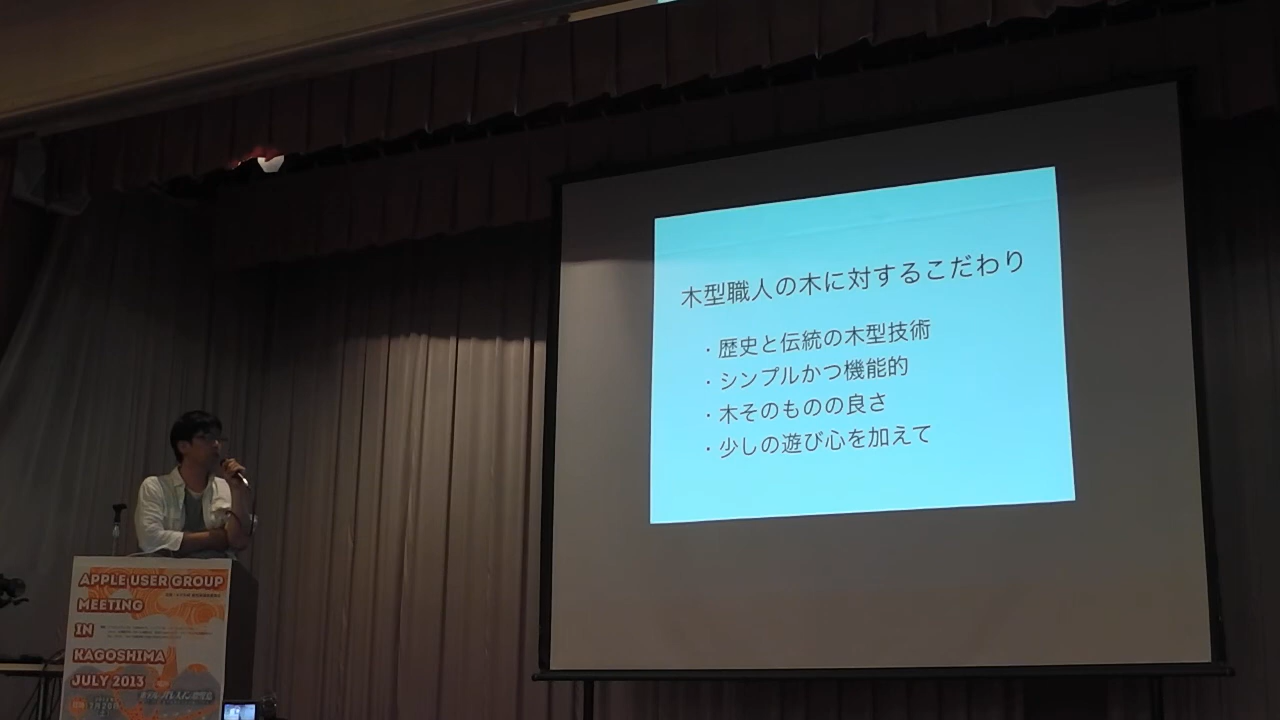 木型職人の木に対するこだわり
・歴史と伝統の木型技術
・シンプルかつ機能的
・木そのものの良さ
・少しの遊び心を加えて
APPLE USER GROUP
MEETING
IN
KAGOSHIMA
JULY 2013